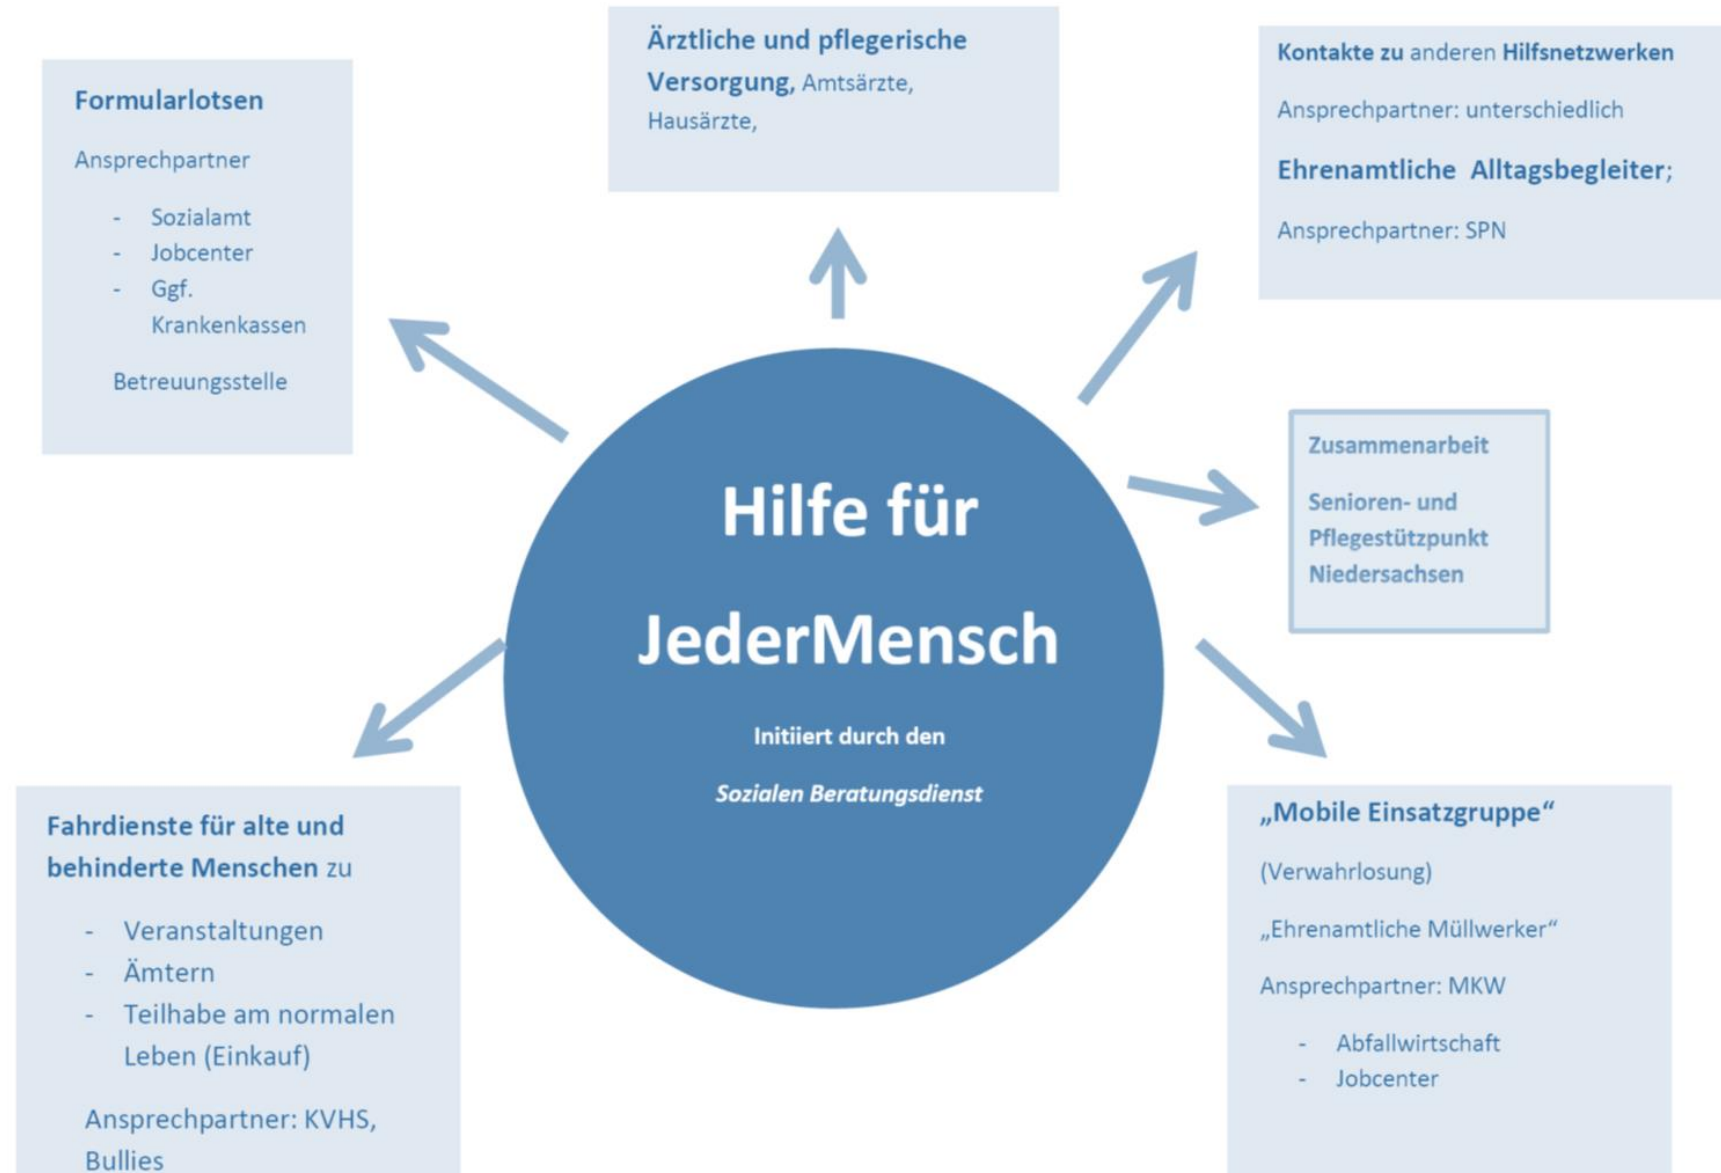 Formularlotsen
Ansprechpartner
- Sozialamt
- Jobcenter
- Ggf.
Krankenkassen
Betreuungsstelle
Ärztliche und pflegerische
Versorgung, Amtsärzte,
Hausärzte,
Kontakte zu anderen Hilfsnetzwerken
Ansprechpartner: unterschiedlich
Ehrenamtliche Alltagsbegleiter;
Ansprechpartner: SPN
Zusammenarbeit
Senioren- und
Pflegestützpunkt
Niedersachsen
Hilfe für
JederMensch
Initiiert durch den
Sozialen Beratungsdienst
Fahrdienste für alte und
behinderte Menschen zu
- Veranstaltungen
- Ämtern
- Teilhabe am normalen
Leben (Einkauf)
Ansprechpartner: KVHS,
Bullies
„Mobile Einsatzgruppe“
(Verwahrlosung)
„Ehrenamtliche Müllwerker“
Ansprechpartner: MKW
- Abfallwirtschaft
- Jobcenter